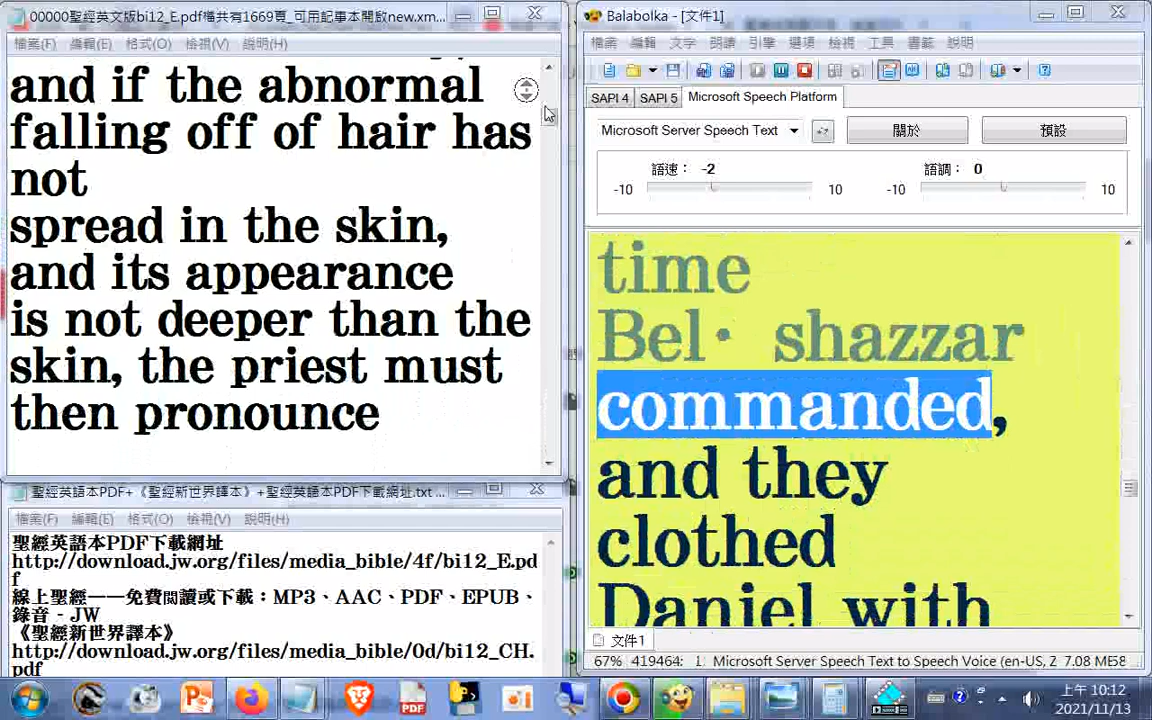 00000聖經英文版bi12_E.pdf檔共有1669頁_可用記事本開啟new.xm...
檔案(F) 編輯(E) 格式(O) 檢視(V) 說明(H)
and if the abnormal
falling off of hair has
not
spread in the skin,
and its appearance
is not deeper than the
skin, the priest must
then pronounce
聖經英語本PDF+《聖經新世界譯本》+聖經英語本PDF下載網址.txt ...
檔案(F) 編輯(E) 格式(O) 檢視(V) 說明(H)
聖經英語本PDF下載網址
http://download.jw.org/files/media_bible/4f/bi12_E.pd
f
線上聖經——免費閱讀或下載：MP3、AAC、PDF、EPUB、
錄音 - JW
《聖經新世界譯本》
http://download.jw.org/files/media_bible/0d/bi12_CH.
pdf
Balabolka - [文件1]
檔案 編輯 文字 朗讀 引擎 選項 檢視 工具 書籤 說明
SAPI 4 SAPI 5 Microsoft Speech Platform
Microsoft Server Speech Text 關於 預設
語速： -2 語調： 0
-10 10 -10 10
time
Bel· shazzar
commanded,
and they
clothed
Daniel with
文件1
67% 419464: 1 Microsoft Server Speech Text to Speech Voice (en-US, 2 7.08 ME58
上午 10:12
2021/11/13